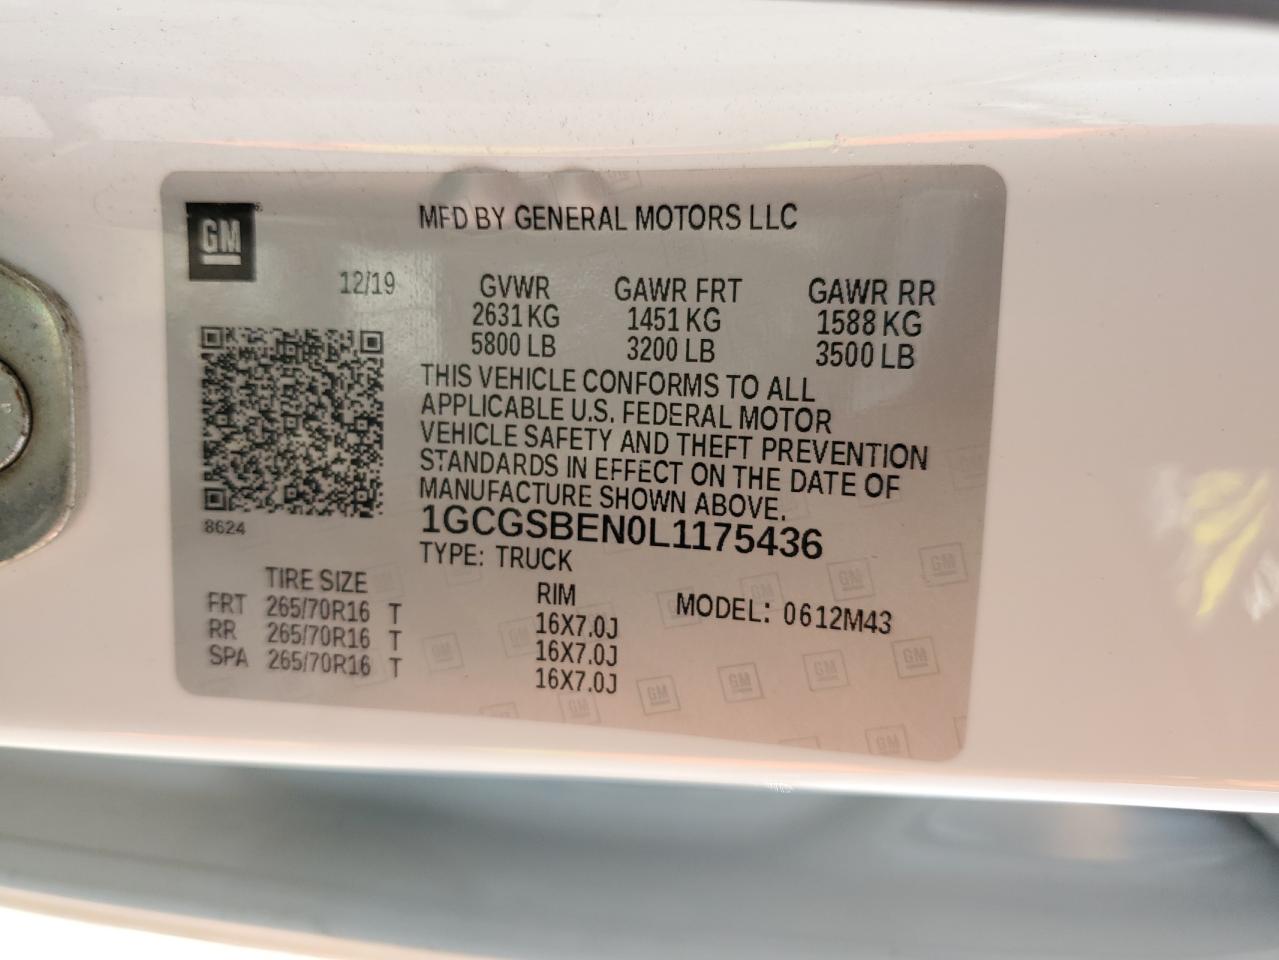 GM
MFD BY GENERAL MOTORS LLC
12/19
GVWR GAWR FRT GAWR RR
2631 KG 1451 KG 1588 KG
5800 LB 3200 LB 3500 LB
THIS VEHICLE CONFORMS TO ALL
APPLICABLE U.S. FEDERAL MOTOR
VEHICLE SAFETY AND THEFT PREVENTION
STANDARDS IN EFFECT ON THE DATE OF
MANUFACTURE SHOWN ABOVE.
8624
1GCGSBEN0L1175436
TYPE: TRUCK
TIRE SIZE RIM MODEL: 0612M43
FRT 265/70R16 T 16X7.0J
RR 265/70R16 T 16X7.0J
SPA 265/70R16 T 16X7.0J